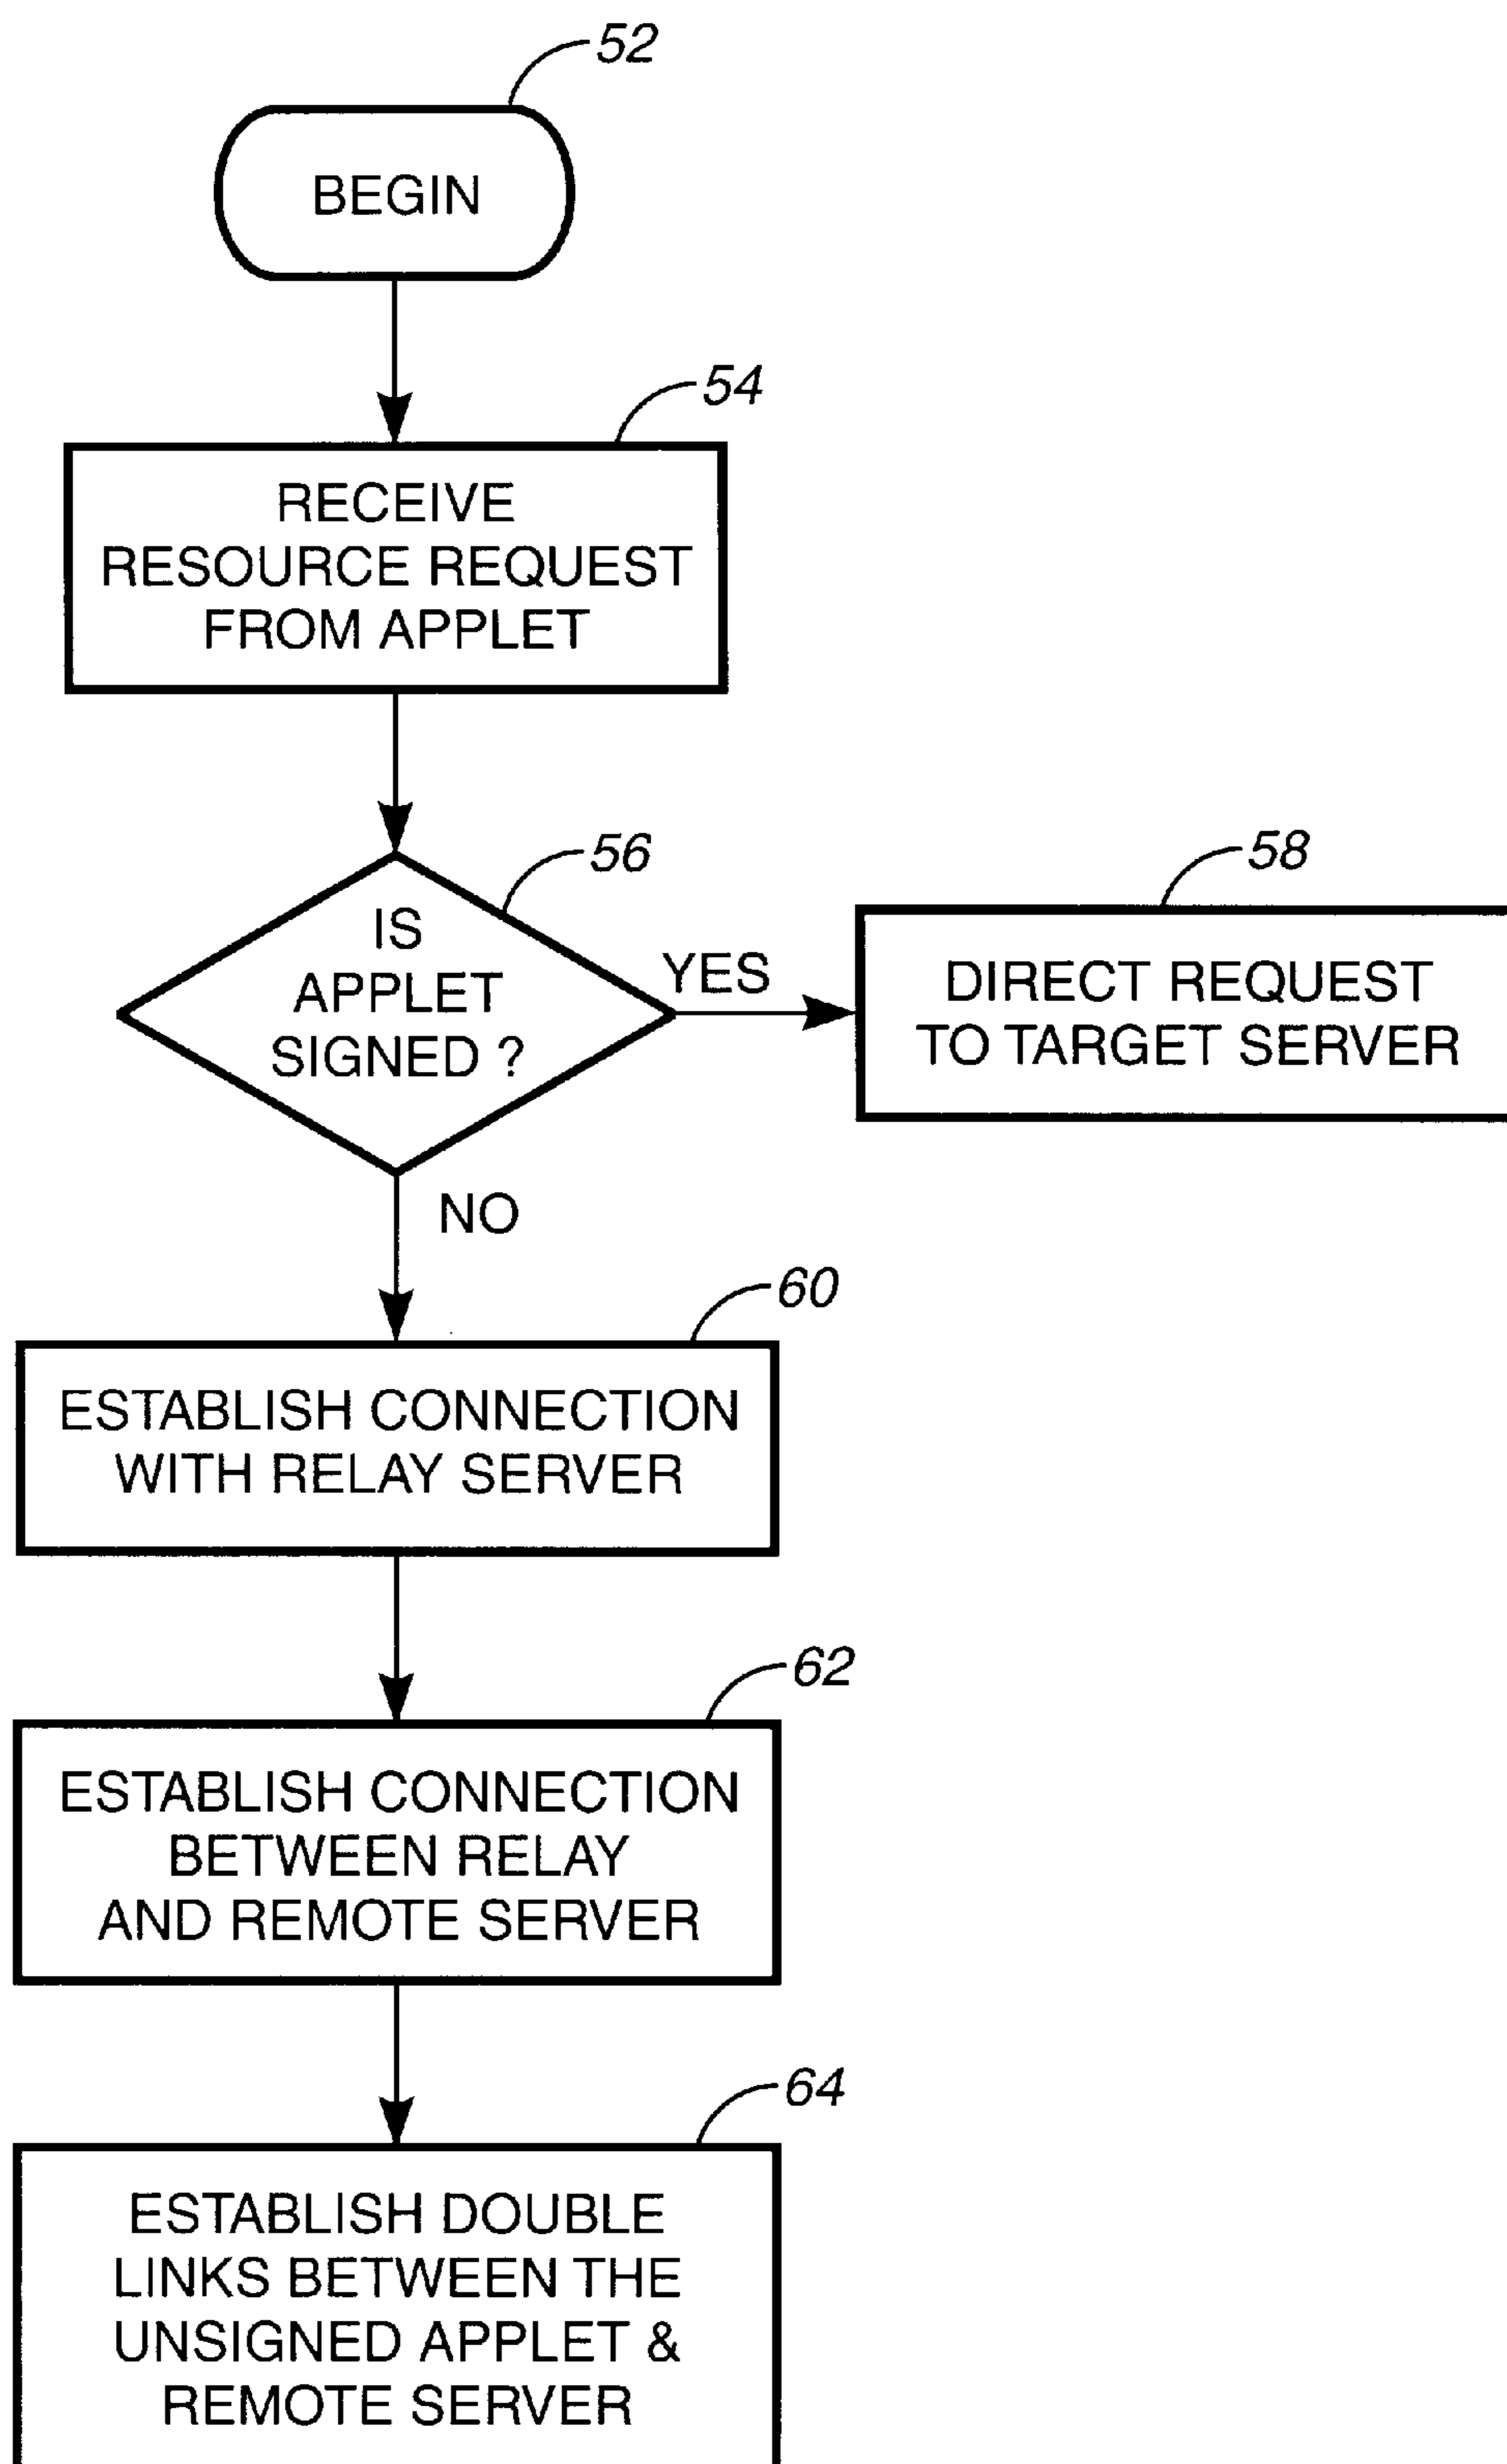 52
BEGIN
54
RECEIVE
RESOURCE REQUEST
FROM APPLET
56
IS
APPLET
SIGNED ?
YES
58
DIRECT REQUEST
TO TARGET SERVER
NO
60
ESTABLISH CONNECTION
WITH RELAY SERVER
62
ESTABLISH CONNECTION
BETWEEN RELAY
AND REMOTE SERVER
64
ESTABLISH DOUBLE
LINKS BETWEEN THE
UNSIGNED APPLET &
REMOTE SERVER